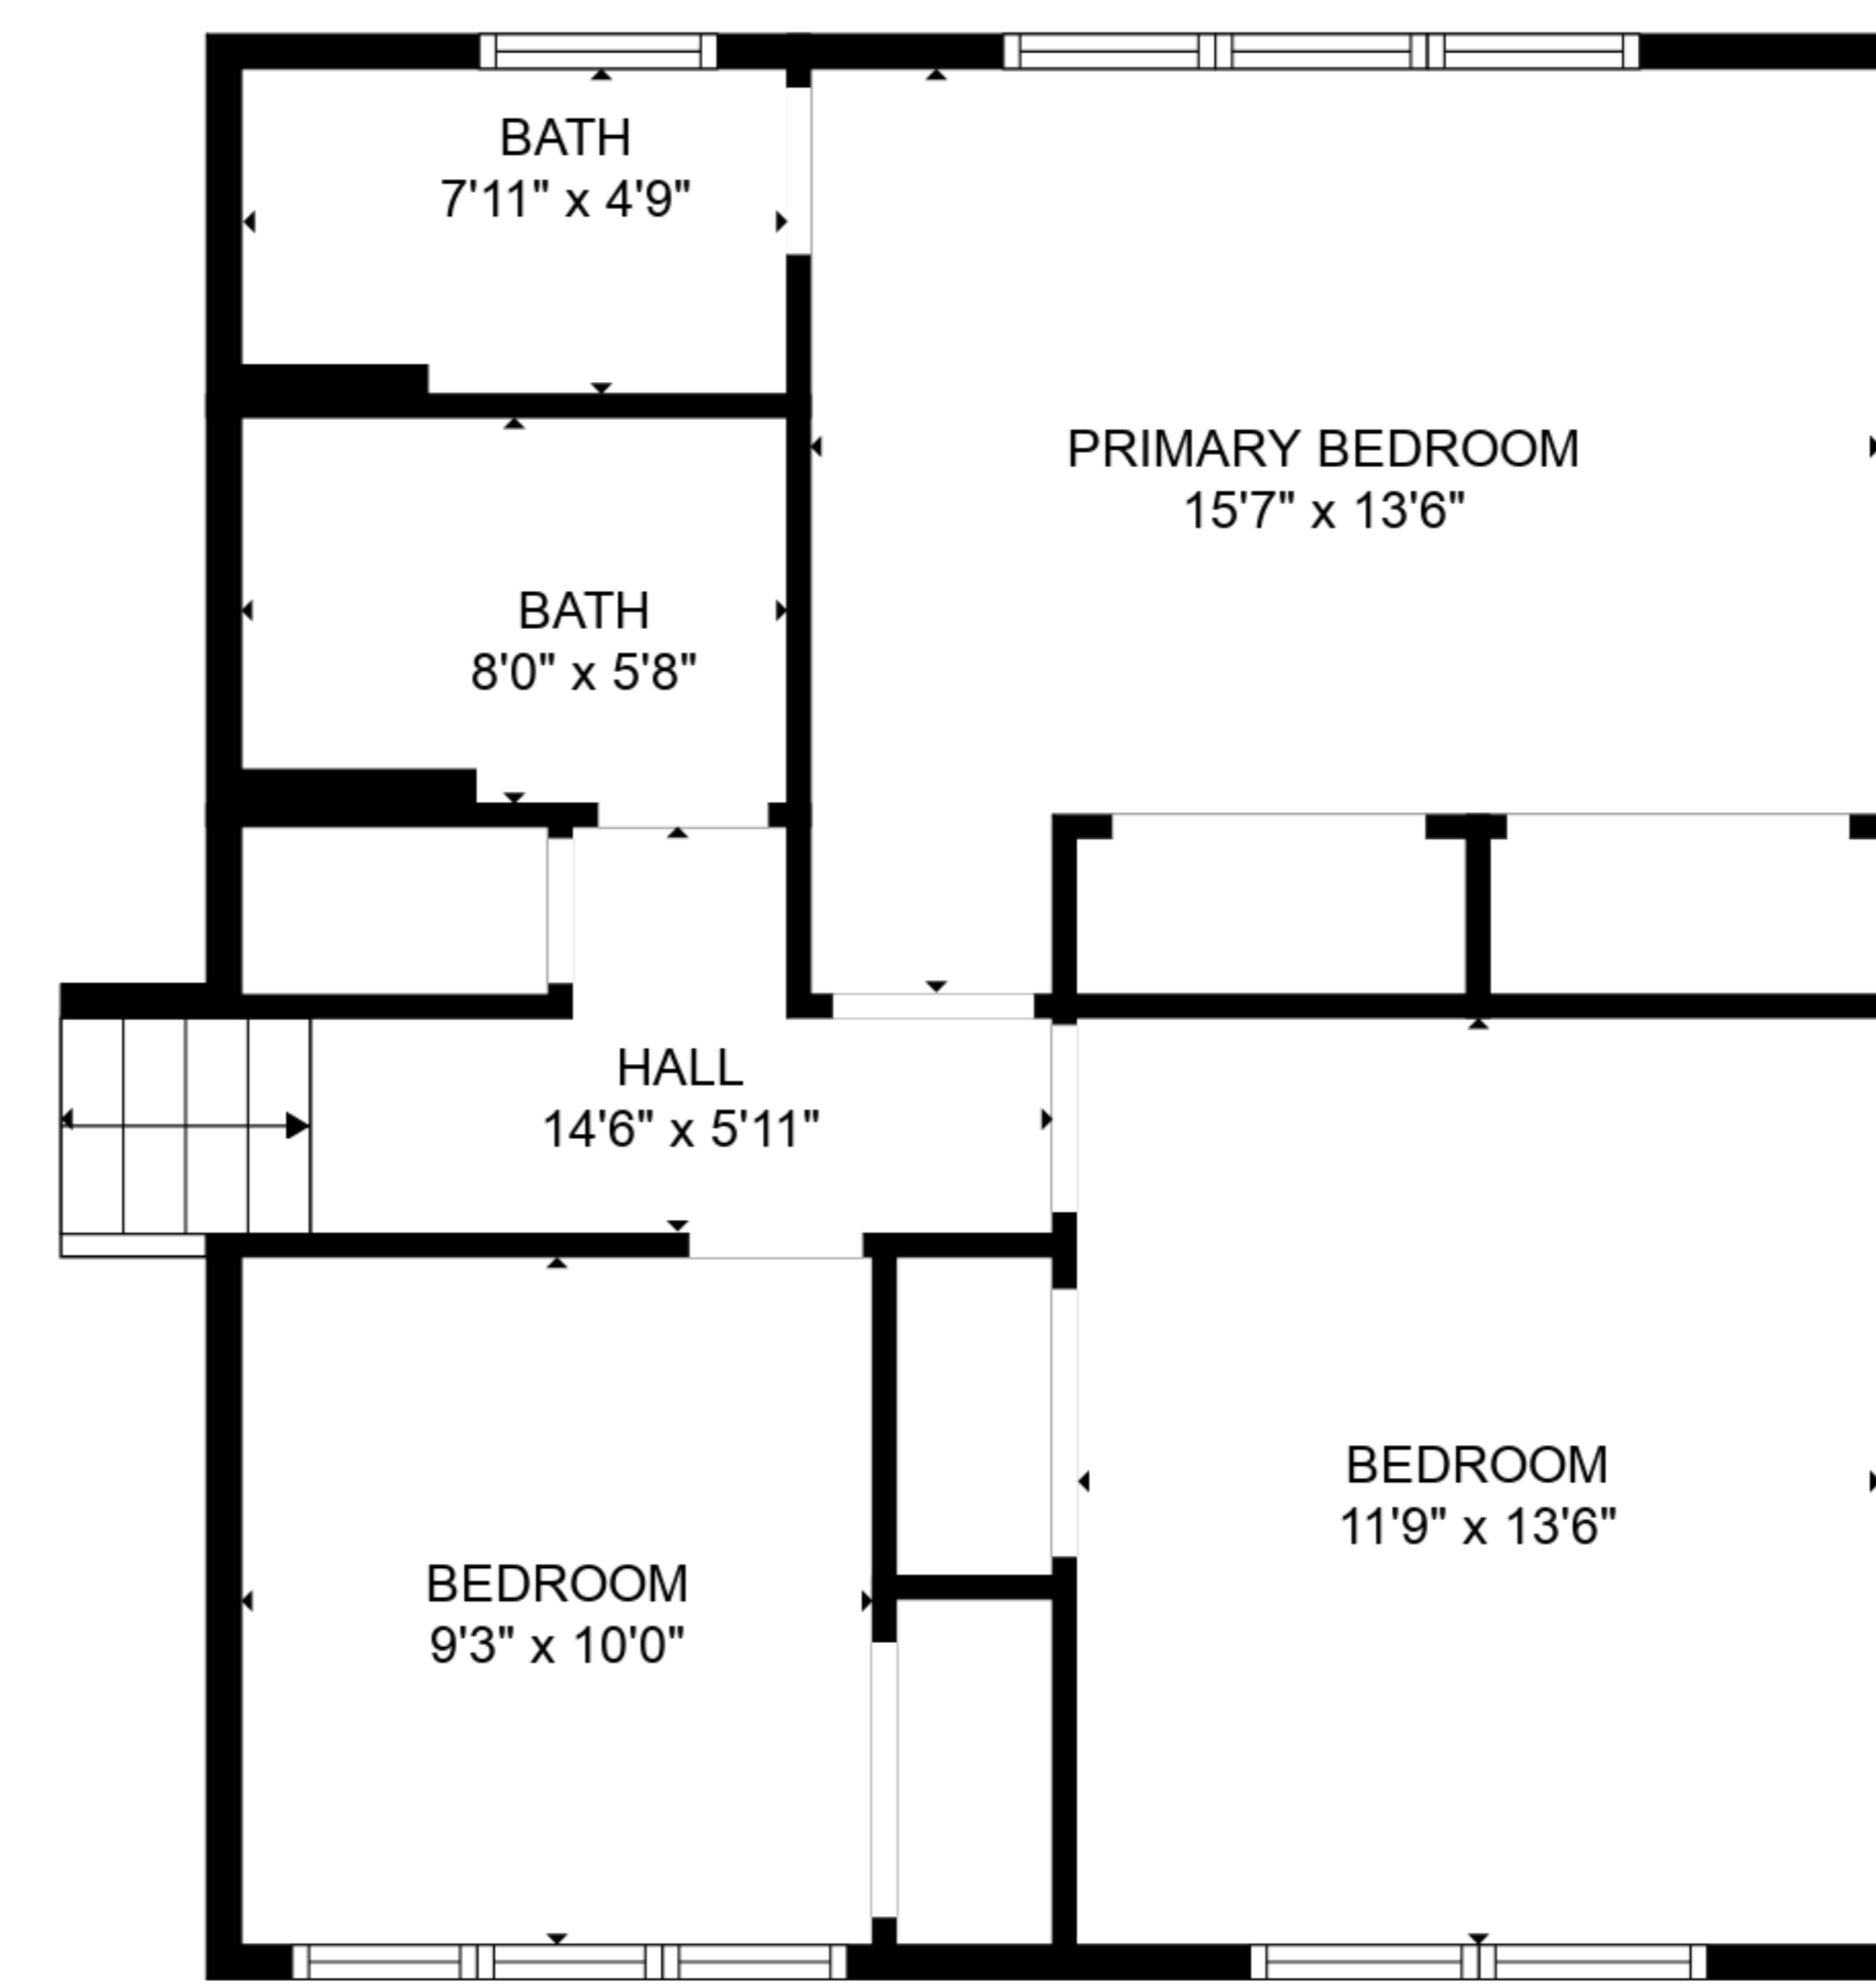 BATH
7'11" x 4'9"
PRIMARY BEDROOM
15'7" x 13'6"
BATH
8'0" x 5'8"
HALL
14'6" x 5'11"
BEDROOM
11'9" x 13'6"
BEDROOM
9'3" x 10'0"